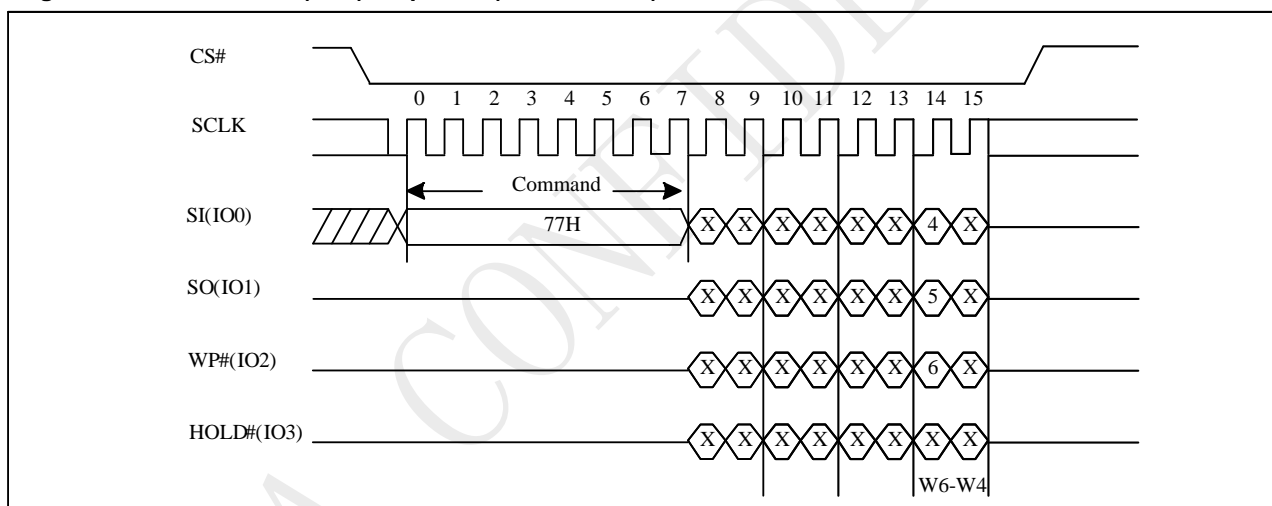 CS#
0 1 2 3 4 5 6 7 8 9 10 11 12 13 14 15
SCLK
Command
SI(IO0) 77H X X X X X X 4 X
SO(IO1) X X X X X X 5 X
WP#(IO2) X X X X X X 6 X
HOLD#(IO3) X X X X X X X X
W6-W4